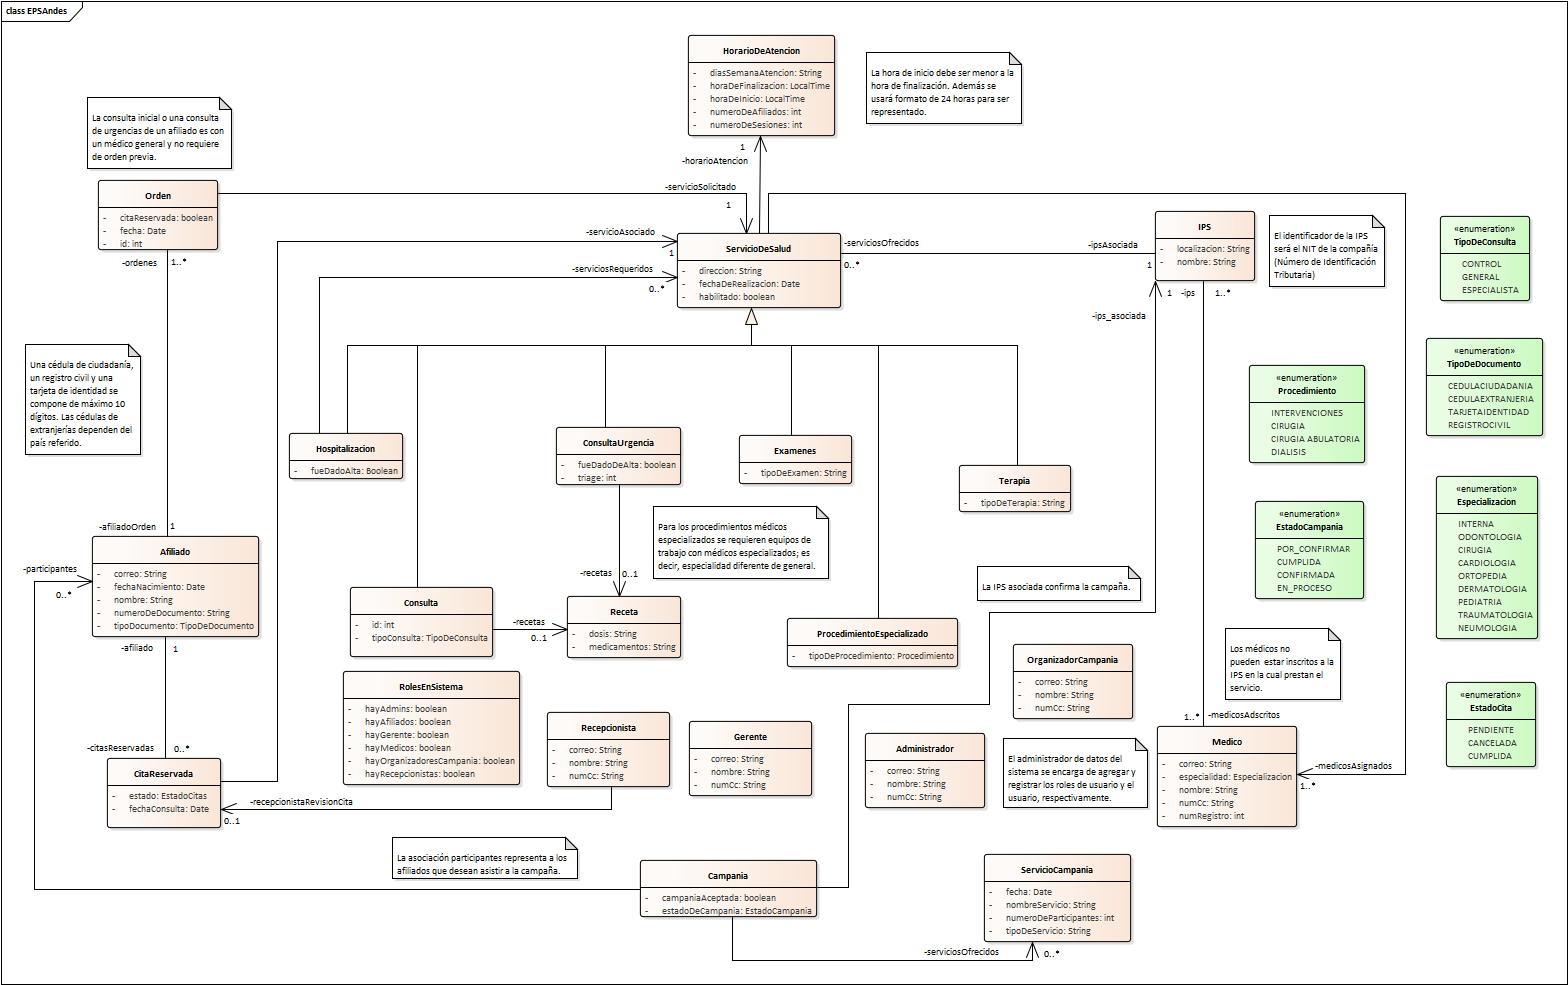 class EPSAndes
HorarioDeAtencion
- diasSemanaAtencion: String
- horaDeFinalizacion: LocalTime
- horaDeInicio: LocalTime
- numeroDeAfiliados: int
- numeroDeSesiones: int
La hora de inicio debe ser menor a la
hora de finalización. Además se
usará formato de 24 horas para ser
representado.
La consulta inicial o una consulta
de urgencias de un afiliado es con
un médico general y no requiere
de orden previa.
1
-horarioAtencion
Orden
- citaReservada: boolean
- fecha: Date
- id: int
-servicioSolicitado
1
-ordenes
1..*
-servicioAsociado
1
-serviciosRequeridos
0..*
ServicioDeSalud
- direccion: String
- fechaDeRealizacion: Date
- habilitado: boolean
-serviciosOfrecidos
0..*
-ipsAsociada
1
IPS
- localizacion: String
- nombre: String
El identificador de la IPS
será el NIT de la compañía
(Número de Identificación
Tributaria)
1
-ips
1..*
-ips_asociada
«enumeration»
TipoDeConsulta
CONTROL
GENERAL
ESPECIALISTA
«enumeration»
TipoDeDocumento
CEDULACIUDADANIA
CEDULAEXTRANJERIA
TARJETAIDENTIDAD
REGISTROCIVIL
«enumeration»
Procedimiento
INTERVENCIONES
CIRUGIA
CIRUGIA ABULATORIA
DIALISIS
Una cédula de ciudadanía,
un registro civil y una
tarjeta de identidad se
compone de máximo 10
dígitos. Las cédulas de
extranjerías dependen del
país referido.
Hospitalizacion
- fueDadoAlta: Boolean
ConsultaUrgencia
- fueDadoDeAlta: boolean
- triage: int
Examenes
- tipoDeExamen: String
Terapia
- tipoDeTerapia: String
«enumeration»
Especializacion
INTERNA
ODONTOLOGIA
CIRUGIA
CARDIOLOGIA
ORTOPEDIA
DERMATOLOGIA
PEDIATRIA
TRAUMATOLOGIA
NEUMOLOGIA
«enumeration»
EstadoCampania
POR_CONFIRMAR
CUMPLIDA
CONFIRMADA
EN_PROCESO
Para los procedimientos médicos
especializados se requieren equipos de
trabajo con médicos especializados; es
decir, especialidad diferente de general.
-afiliadoOrden
1
Afiliado
- correo: String
- fechaNacimiento: Date
- nombre: String
- numeroDeDocumento: String
- tipoDocumento: TipoDeDocumento
-participantes
0..*
-afiliado
1
-recetas
0..1
La IPS asociada confirma la campaña.
Consulta
- id: int
- tipoConsulta: TipoDeConsulta
-recetas
0..1
Receta
- dosis: String
- medicamentos: String
ProcedimientoEspecializado
- tipoDeProcedimiento: Procedimiento
OrganizadorCampania
- correo: String
- nombre: String
- numCc: String
Los médicos no
pueden estar inscritos a la
IPS en la cual prestan el
servicio.
RolesEnSistema
- hayAdmins: boolean
- hayAfiliados: boolean
- hayGerente: boolean
- hayMedicos: boolean
- hayOrganizadoresCampania: boolean
- hayRecepcionistas: boolean
Recepcionista
- correo: String
- nombre: String
- numCc: String
Gerente
- correo: String
- nombre: String
- numCc: String
Administrador
- correo: String
- nombre: String
- numCc: String
El administrador de datos del
sistema se encarga de agregar y
registrar los roles de usuario y el
usuario, respectivamente.
1..*
-medicosAdscritos
Medico
- correo: String
- especialidad: Especializacion
- nombre: String
- numCc: String
- numRegistro: int
-medicosAsignados
1..*
«enumeration»
EstadoCita
PENDIENTE
CANCELADA
CUMPLIDA
-citasReservadas
0..*
CitaReservada
- estado: EstadoCitas
- fechaConsulta: Date
-recepcionistaRevisionCita
0..1
La asociación participantes representa a los
afiliados que desean asistir a la campaña.
Campania
- campaniaAceptada: boolean
- estadoDeCampania: EstadoCampania
ServicioCampania
- fecha: Date
- nombreServicio: String
- numeroDeParticipantes: int
- tipoDeServicio: String
-serviciosOfrecidos
0..*